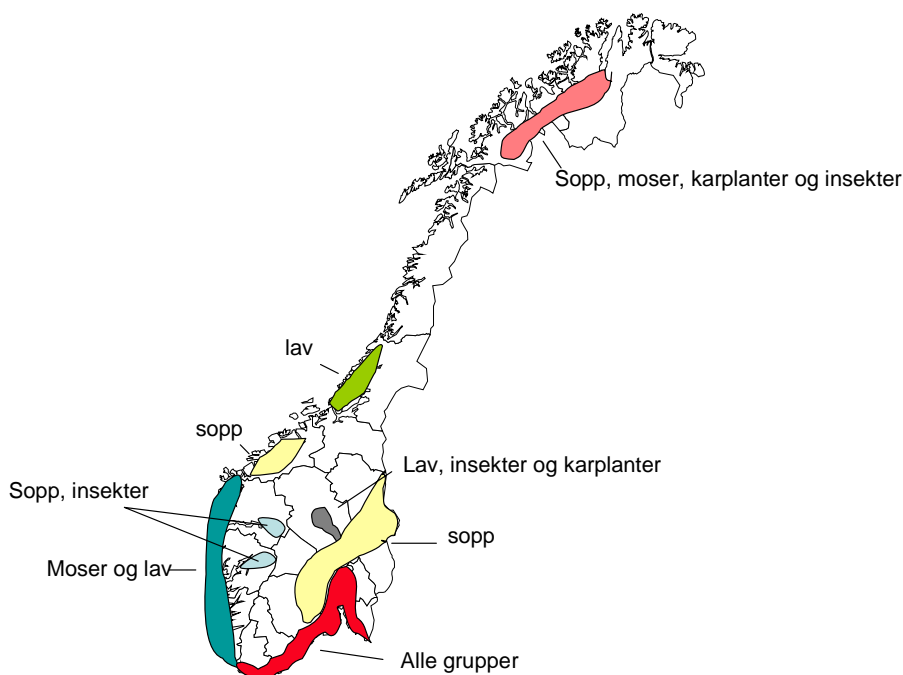 Sopp, moser, karplanter og insekter
lav
sopp
Lav, insekter og karplanter
Sopp, insekter
sopp
Moser og lav
Alle grupper